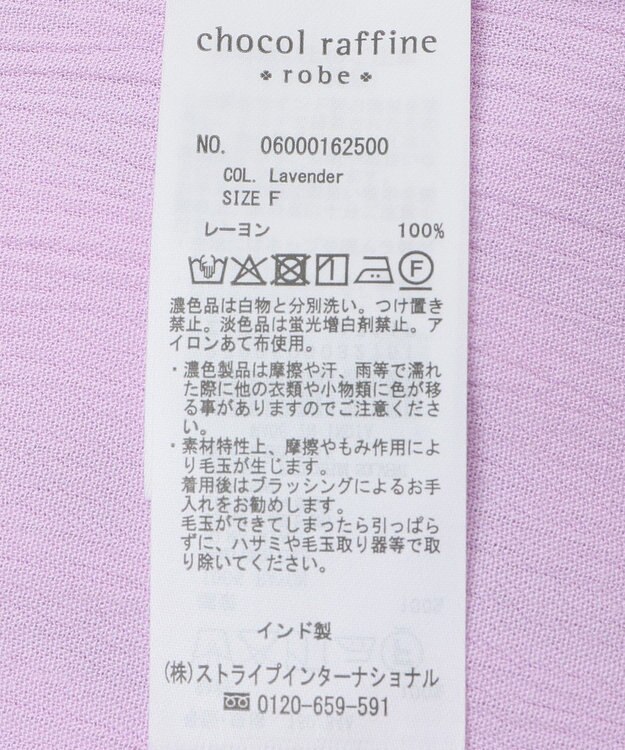 chocol raffine
robe
NO. 06000162500
COL. Lavender
SIZE F
レーヨン 100%
F
濃色品は白物と分別洗い。つけ置き
禁止。淡色品は蛍光増白剤禁止。ア
イロンあて布使用。
・濃色製品は摩擦や汗、雨等で濡れ
た際に他の衣類や小物類に色が移
る事がありますのでご注意くださ
い。
・素材特性上、摩擦やもみ作用によ
り毛玉が生じます。
着用後はブラッシングによるお手
入れをお勧めします。
毛玉ができてしまったら引っぱら
ずに、ハサミや毛玉取り器等で取
り除いてください。
インド製
(株)ストライプインターナショナル
0120-659-591